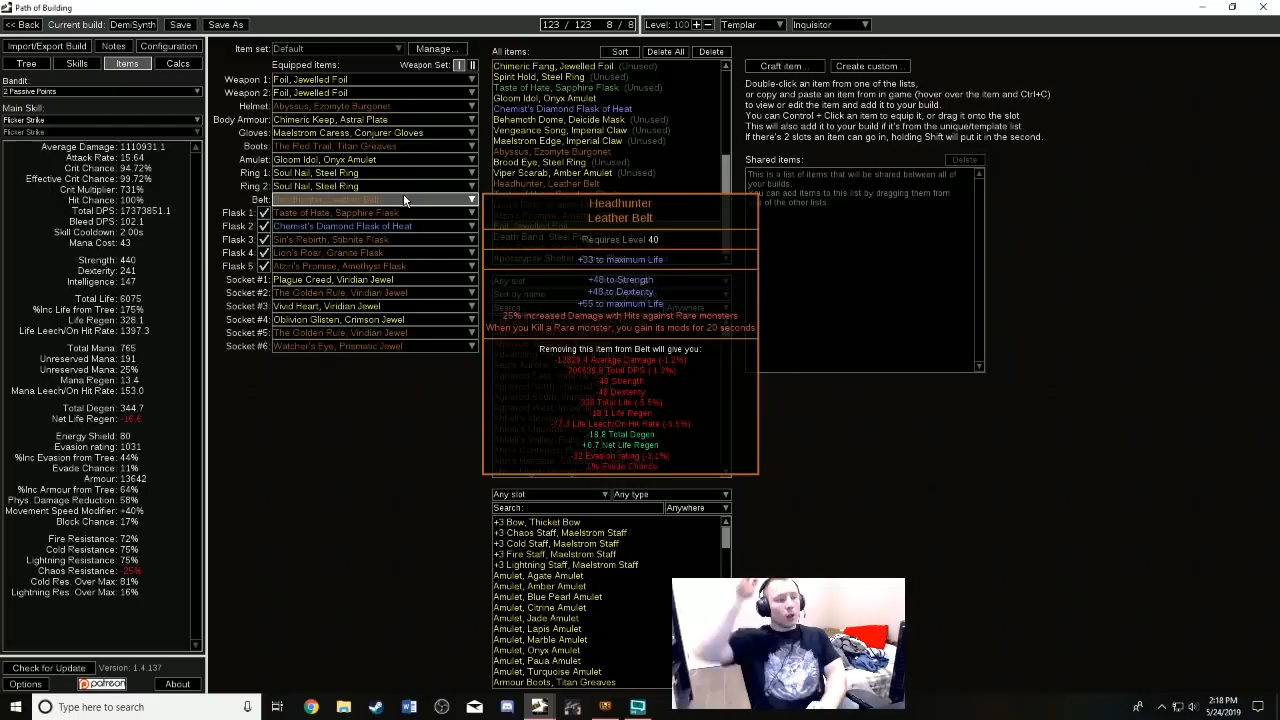 Path of Building
<< Back
Current build:
DemiSynth
Save
Save As
123 / 123 8 / 8
Level: 100
Templar
Inquisitor
Import/Export Build
Notes
Configuration
Tree
Skills
Items
Calcs
Bandit:
2 Passive Points
Main Skill:
Flicker Strike
Flicker Strike
Average Damage: 1110931.1
Attack Rate: 15.64
Crit Chance: 94.72%
Effective Crit Chance: 99.72%
Crit Multiplier: 731%
Hit Chance: 100%
Total DPS: 17373851.1
Bleed DPS: 102.1
Skill Cooldown: 2.00s
Mana Cost: 43
Strength: 440
Dexterity: 241
Intelligence: 147
Total Life: 6075
%Inc Life from Tree: 175%
Life Regen: 328.1
Life Leech/On Hit Rate: 1397.3
Total Mana: 765
Unreserved Mana: 191
Unreserved Mana: 25%
Mana Regen: 13.4
Mana Leech/On Hit Rate: 153.0
Total Degen: 344.7
Net Life Regen: -16.6
Energy Shield: 80
Evasion rating: 1031
%Inc Evasion from Tree: 44%
Evade Chance: 11%
Armour: 13642
%Inc Armour from Tree: 64%
Phys. Damage Reduction: 58%
Movement Speed Modifier: +40%
Block Chance: 17%
Fire Resistance: 72%
Cold Resistance: 75%
Lightning Resistance: 75%
Chaos Resistance: -25%
Cold Res. Over Max: 81%
Lightning Res. Over Max: 16%
Check for Update
Version: 1.4.137
Options
patreon
About
Item set:
Default
Manage...
Equipped items:
Weapon Set:
I
II
Weapon 1: Foil, Jewelled Foil
Weapon 2: Foil, Jewelled Foil
Helmet: Abyssus, Ezomyte Burgonet
Body Armour: Chimeric Keep, Astral Plate
Gloves: Maelstrom Caress, Conjurer Gloves
Boots: The Red Trail, Titan Greaves
Amulet: Gloom Idol, Onyx Amulet
Ring 1: Soul Nail, Steel Ring
Ring 2: Soul Nail, Steel Ring
Belt: Headhunter, Leather Belt
Flask 1: Taste of Hate, Sapphire Flask
Flask 2: Chemist's Diamond Flask of Heat
Flask 3: Sin's Rebirth, Stibnite Flask
Flask 4: Lion's Roar, Granite Flask
Flask 5: Atziri's Promise, Amethyst Flask
Socket #1: Plague Creed, Viridian Jewel
Socket #2: The Golden Rule, Viridian Jewel
Socket #3: Vivid Heart, Viridian Jewel
Socket #4: Oblivion Glisten, Crimson Jewel
Socket #5: The Golden Rule, Viridian Jewel
Socket #6: Watcher's Eye, Prismatic Jewel
All items:
Sort
Delete All
Delete
Chimeric Fang, Jewelled Foil (Unused)
Spirit Hold, Steel Ring (Unused)
Taste of Hate, Sapphire Flask (Unused)
Gloom Idol, Onyx Amulet
Chemist's Diamond Flask of Heat
Behemoth Dome, Deicide Mask (Unused)
Vengeance Song, Imperial Claw (Unused)
Maelstrom Edge, Imperial Claw (Unused)
Abyssus, Ezomyte Burgonet
Brood Eye, Steel Ring (Unused)
Viper Scarab, Amber Amulet (Unused)
Headhunter, Leather Belt
Headhunter
Leather Belt
Requires Level 40
+33 to maximum Life
+48 to Strength
+48 to Dexterity
+55 to maximum Life
25% increased Damage with Hits against Rare monsters
When you Kill a Rare monster, you gain its mods for 20 seconds
Removing this item from Belt will give you:
-12829.4 Average Damage (-1.2%)
Total DPS (-1.2%)
-48 Strength
-48 Dexterity
Total Life (-5.5%)
-18.1 Life Regen
-77.3 Life Leech/On Hit Rate (-5.5%)
-18.8 Total Degen
+0.7 Net Life Regen
-32 Evasion rating (-3.1%)
-1% Evade Chance
Any slot
Any type
Search:
Anywhere
+3 Bow, Thicket Bow
+3 Chaos Staff, Maelström Staff
+3 Cold Staff, Maelström Staff
+3 Fire Staff, Maelström Staff
+3 Lightning Staff, Maelström Staff
Amulet, Agate Amulet
Amulet, Amber Amulet
Amulet, Blue Pearl Amulet
Amulet, Citrine Amulet
Amulet, Jade Amulet
Amulet, Lapis Amulet
Amulet, Marble Amulet
Amulet, Onyx Amulet
Amulet, Paua Amulet
Amulet, Turquoise Amulet
Armour Boots, Titan Greaves
Craft item...
Create custom...
Double-click an item from one of the lists,
or copy and paste an item from in game (hover over the item and Ctrl+C)
to view or edit the item and add it to your build.
You can Control + Click an item to equip it, or drag it onto the slot.
This will also add it to your build if it's from the unique/template list.
If there's 2 slots an item can go in, holding Shift will put it in the second.
Shared items:
Delete
This is a list of items that will be shared between all of
your builds.
You can add items to this list by dragging them from
one of the other lists.
Type here to search
2:18 PM
5/24/2019